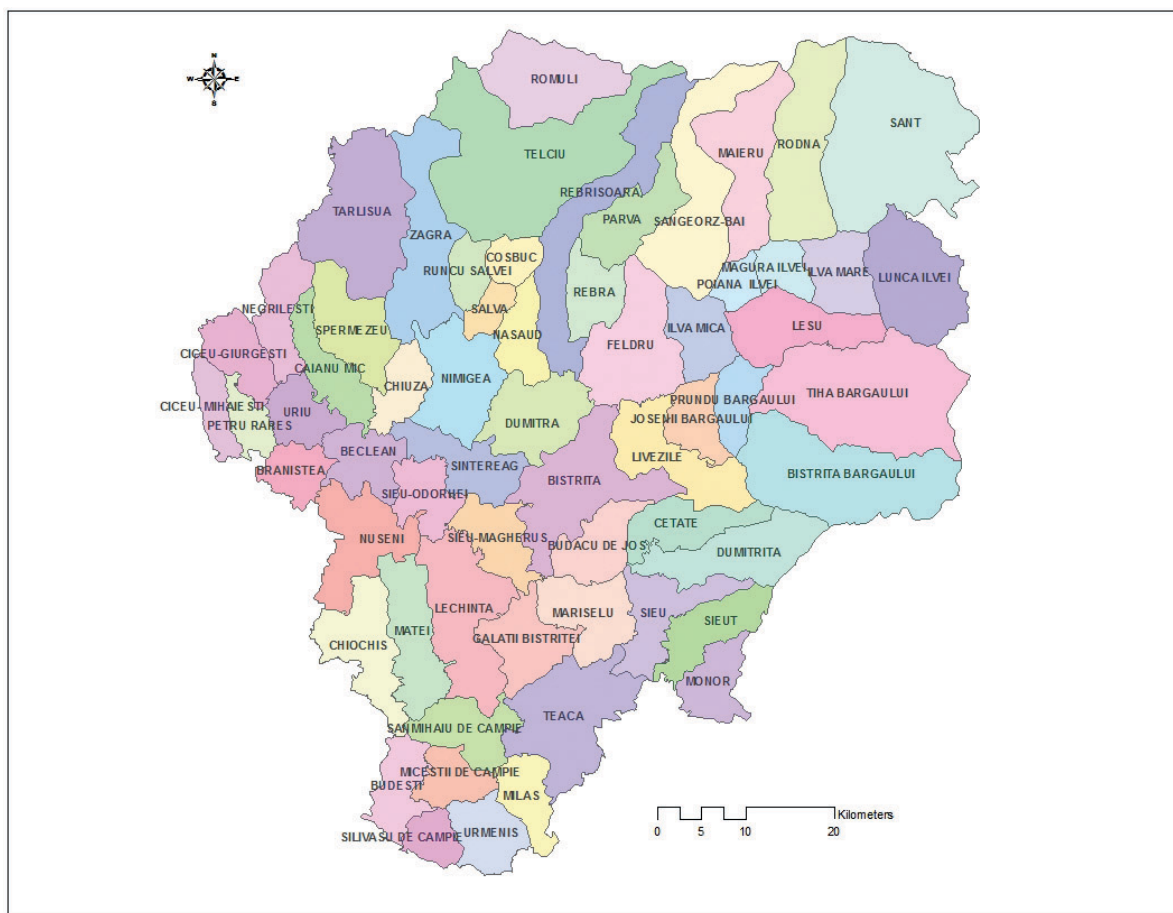 N
W
E
S
ROMULI
SANT
TELCIU
MAIERU
RODNA
REBRISOARA
TARLISUA
PARVA
SANGEORZ-BAI
ZAGRA
COSBUC
RUNCU SALVEI
MAGURA ILVEI
ILVA MARE
LUNCA ILVEI
POIANA ILVEI
REBRA
NEGRILESTI
SALVA
SPERMEZEU
NASAUD
ILVA MICA
LESU
FELDRU
CICEU-GIURGESTI
CAIANU MIC
NIMIGEA
CHIUZA
TIHA BARGAULUI
PRUNDU BARGAULUI
CICEU-MIHAIESTI
URIU
PETRU RARES
DUMITRA
JOSENII BARGAULUI
BECLEAN
LIVEZILE
BRANISTEA
SINTEREAG
BISTRITA BARGAULUI
BISTRITA
SIEU-ODORHEI
CETATE
NUSENI
SIEU-MAGHERUS
BUDACU DE JOS
DUMITRITA
LECHINTA
MARISELU
SIEU
SIEUT
MATEI
GALATII BISTRITEI
CHIOCHIS
MONOR
TEACA
SANMIHAIU DE CAMPIE
MICESTII DE CAMPIE
BUDESTI
MILAS
SILIVASU DE CAMPIE
URMENIS
Kilometers
0 5 10 20